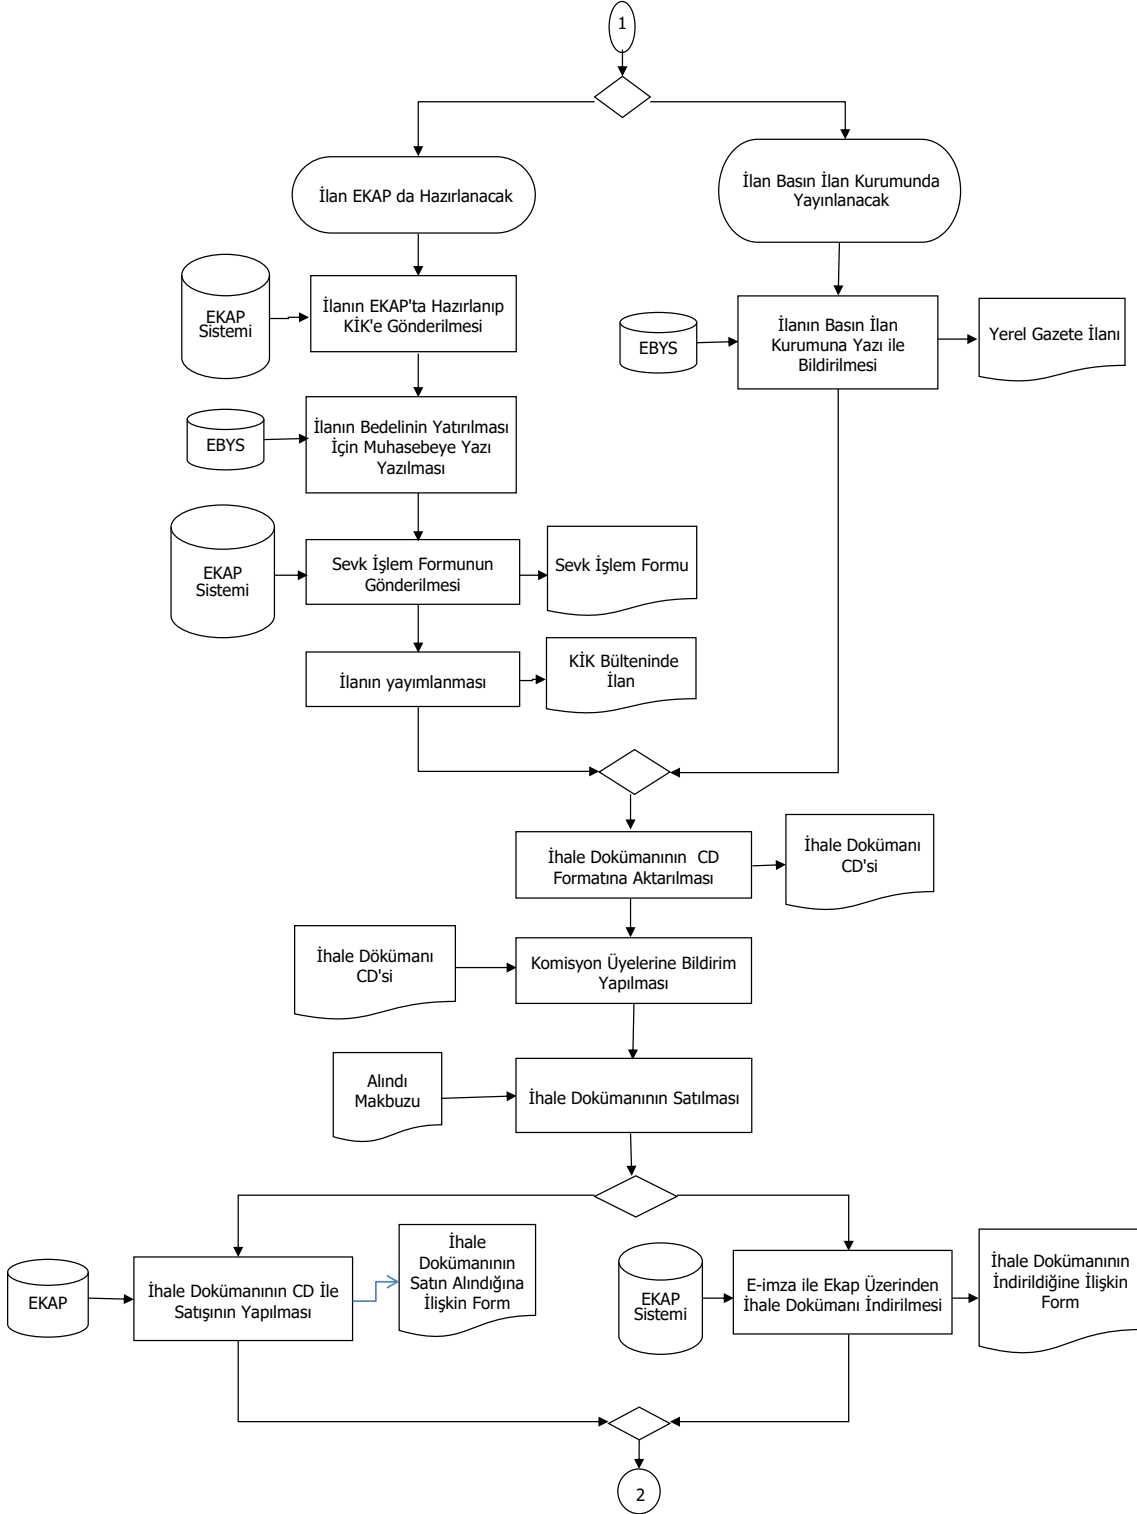 1
İlan EKAP da Hazırlanacak
İlan Basın İlan Kurumunda
Yayınlanacak
EKAP
Sistemi
İlanın EKAP'ta Hazırlanıp
KİK'e Gönderilmesi
EBYS
İlanın Basın İlan
Kurumuna Yazı ile
Bildirilmesi
Yerel Gazete İlanı
EBYS
İlanın Bedelinin Yatırılması
İçin Muhasebeye Yazı
Yazılması
EKAP
Sistemi
Sevk İşlem Formunun
Gönderilmesi
Sevk İşlem Formu
İlanın yayımlanması
KİK Bülteninde
İlan
İhale Dokümanının  CD
Formatına Aktarılması
İhale Dokümanı
CD'si
İhale Dökümanı
CD'si
Komisyon Üyelerine Bildirim
Yapılması
Alındı
Makbuzu
İhale Dokümanının Satılması
EKAP
İhale Dokümanının CD İle
Satışının Yapılması
İhale
Dokümanının
Satın Alındığına
İlişkin Form
EKAP
Sistemi
E-imza ile Ekap Üzerinden
İhale Dokümanı İndirilmesi
İhale Dokümanının
İndirildiğine İlişkin
Form
2